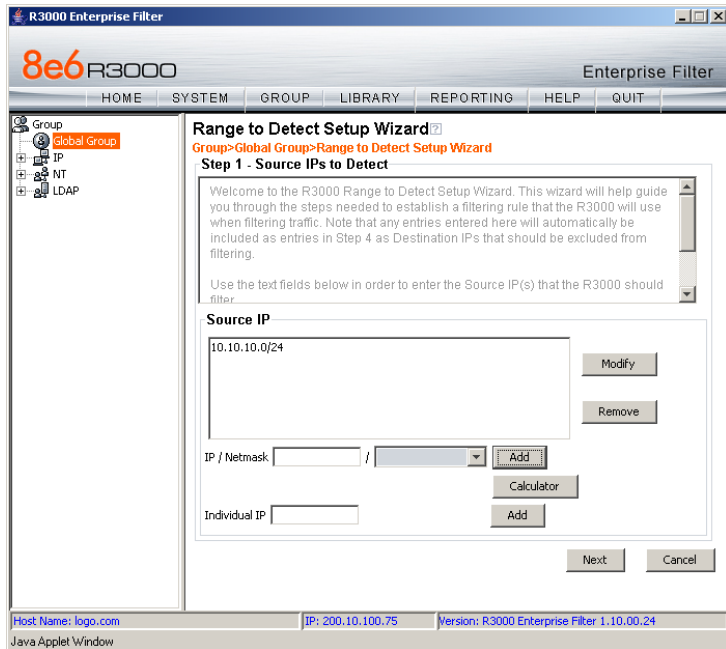 R3000 Enterprise Filter
8e6 R3000
Enterprise Filter
HOME SYSTEM GROUP LIBRARY REPORTING HELP QUIT
Group
Global Group
IP
NT
LDAP
Range to Detect Setup Wizard
Group>Global Group>Range to Detect Setup Wizard
Step 1 - Source IPs to Detect
Welcome to the R3000 Range to Detect Setup Wizard. This wizard will help guide
you through the steps needed to establish a filtering rule that the R3000 will use
when filtering traffic. Note that any entries entered here will automatically be
included as entries in Step 4 as Destination IPs that should be excluded from
filtering.
Use the text fields below in order to enter the Source IP(s) that the R3000 should
filter
Source IP
10.10.10.0/24
Modify
Remove
IP / Netmask / Add
Calculator
Individual IP Add
Next Cancel
Host Name: logo.com IP: 200.10.100.75 Version: R3000 Enterprise Filter 1.10.00.24
Java Applet Window